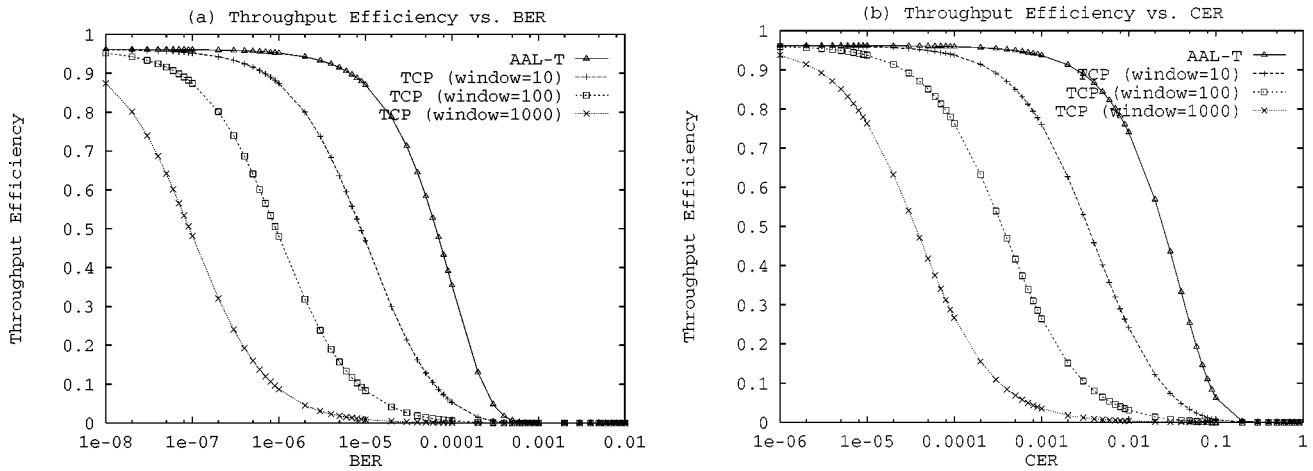 (a) Throughput Efficiency vs. BER
Throughput Efficiency
1
0.9
0.8
0.7
0.6
0.5
0.4
0.3
0.2
0.1
0
AAL-T
TCP (window=10)
TCP (window=100)
TCP (window=1000)
1e-08 1e-07 1e-06 1e-05 0.0001 0.001 0.01
BER
(b) Throughput Efficiency vs. CER
Throughput Efficiency
1
0.9
0.8
0.7
0.6
0.5
0.4
0.3
0.2
0.1
0
AAL-T
TCP (window=10)
TCP (window=100)
TCP (window=1000)
1e-06 1e-05 0.0001 0.001 0.01 0.1 1
CER